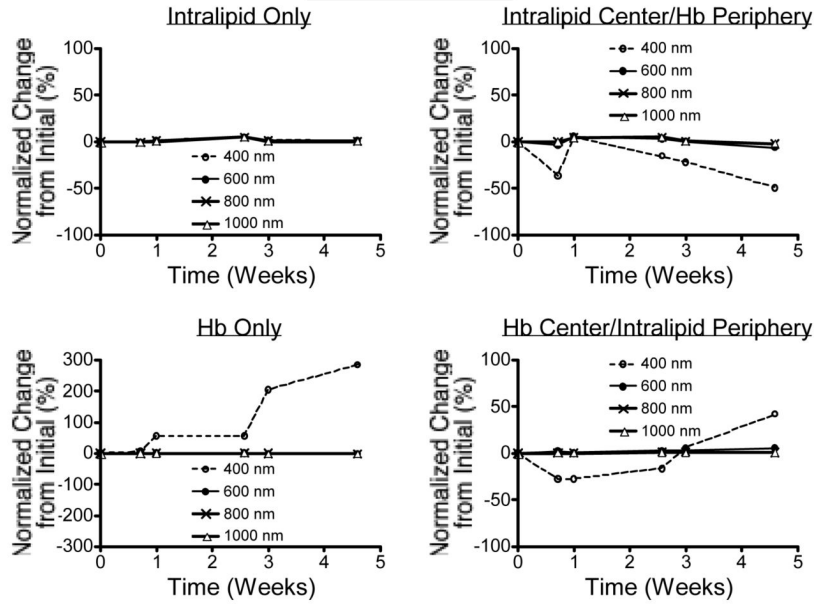 Intralipid Only
Normalized Change
from Initial (%)
100
50
0
-50
-100
400 nm
600 nm
800 nm
1000 nm
0 1 2 3 4 5
Time (Weeks)
Intralipid Center/Hb Periphery
Normalized Change
from Initial (%)
100
50
0
-50
-100
400 nm
600 nm
800 nm
1000 nm
0 1 2 3 4 5
Time (Weeks)
Hb Only
Normalized Change
from Initial (%)
300
200
100
0
-100
-200
-300
400 nm
600 nm
800 nm
1000 nm
0 1 2 3 4 5
Time (Weeks)
Hb Center/Intralipid Periphery
Normalized Change
from Initial (%)
100
50
0
-50
-100
400 nm
600 nm
800 nm
1000 nm
0 1 2 3 4 5
Time (Weeks)